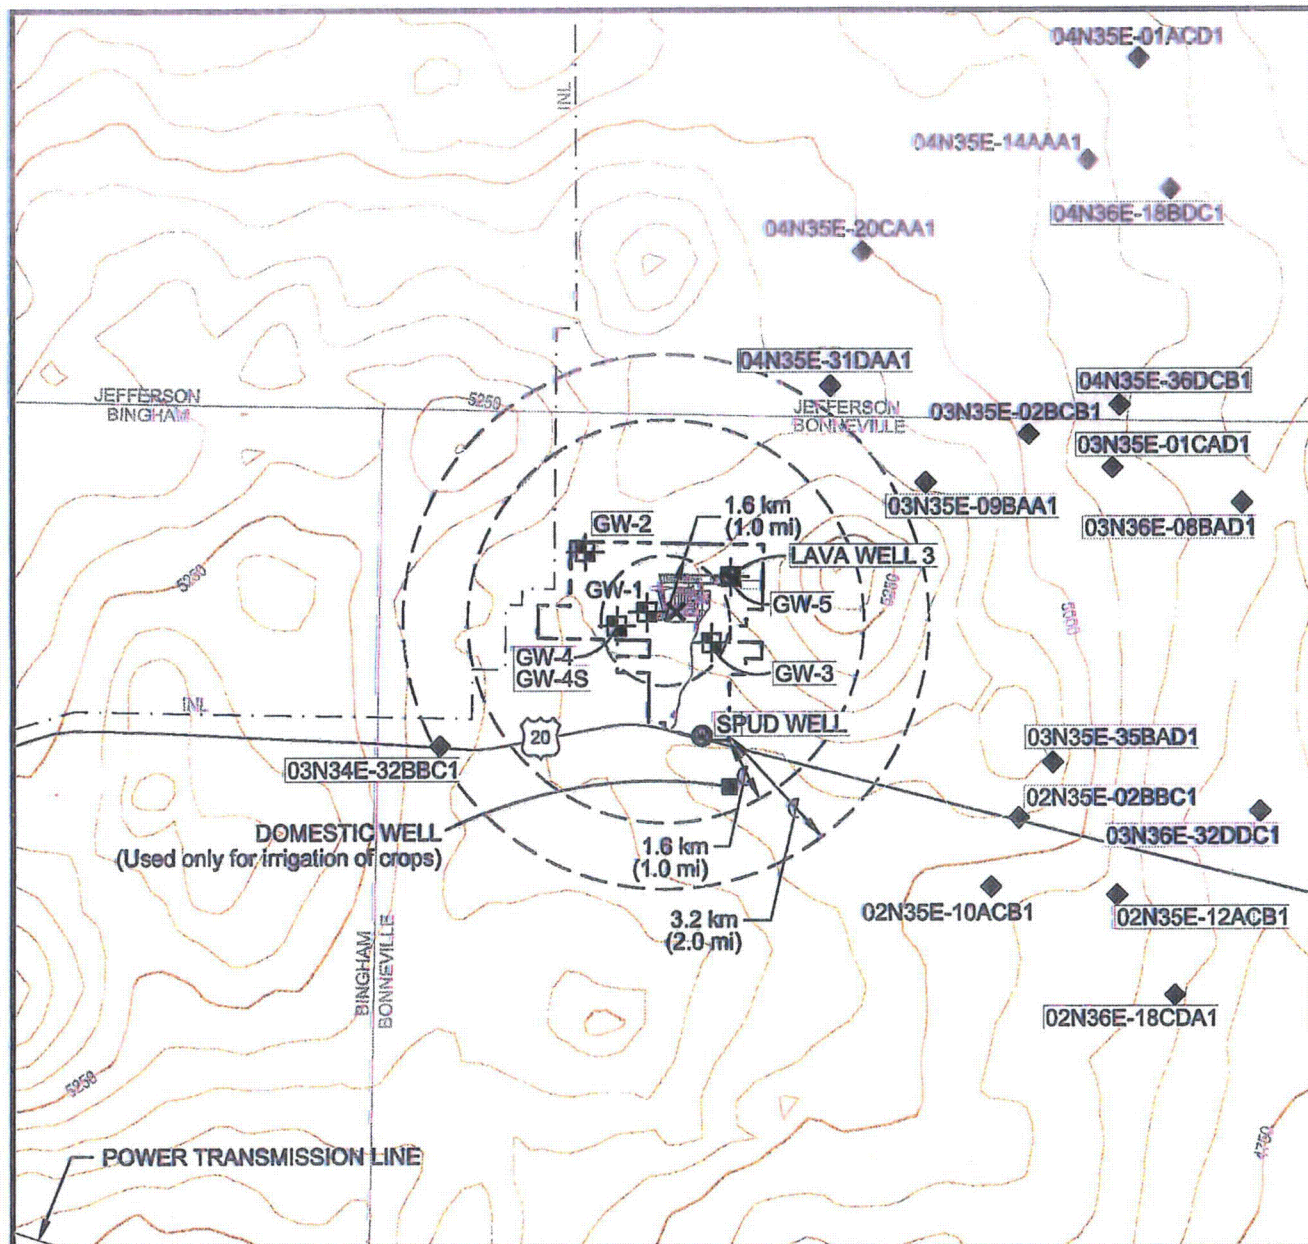 04N35E-01ACD1
INL
04N35E-14AAA1
04N36E-18BDC1
04N35E-20CAA1
04N35E-31DAA1
04N35E-36DCB1
JEFFERSON
BINGHAM
5250
JEFFERSON
BONNEVILLE
03N35E-02BCB1
03N35E-01CAD1
03N35E-09BAA1
1.6 km
(1.0 mi)
03N36E-08BAD1
GW-2
LAVA WELL 3
5250
GW-1
5250
GW-5
5000
GW-4
GW-4S
GW-3
INL
SPUD WELL
20
03N35E-35BAD1
03N34E-32BBC1
02N35E-02BBC1
DOMESTIC WELL
(Used only for irrigation of crops)
03N36E-32DDC1
1.6 km
(1.0 mi)
3.2 km
(2.0 mi)
02N35E-10ACB1
02N35E-12ACB1
BINGHAM
BONNEVILLE
02N36E-18CDA1
5250
POWER TRANSMISSION LINE